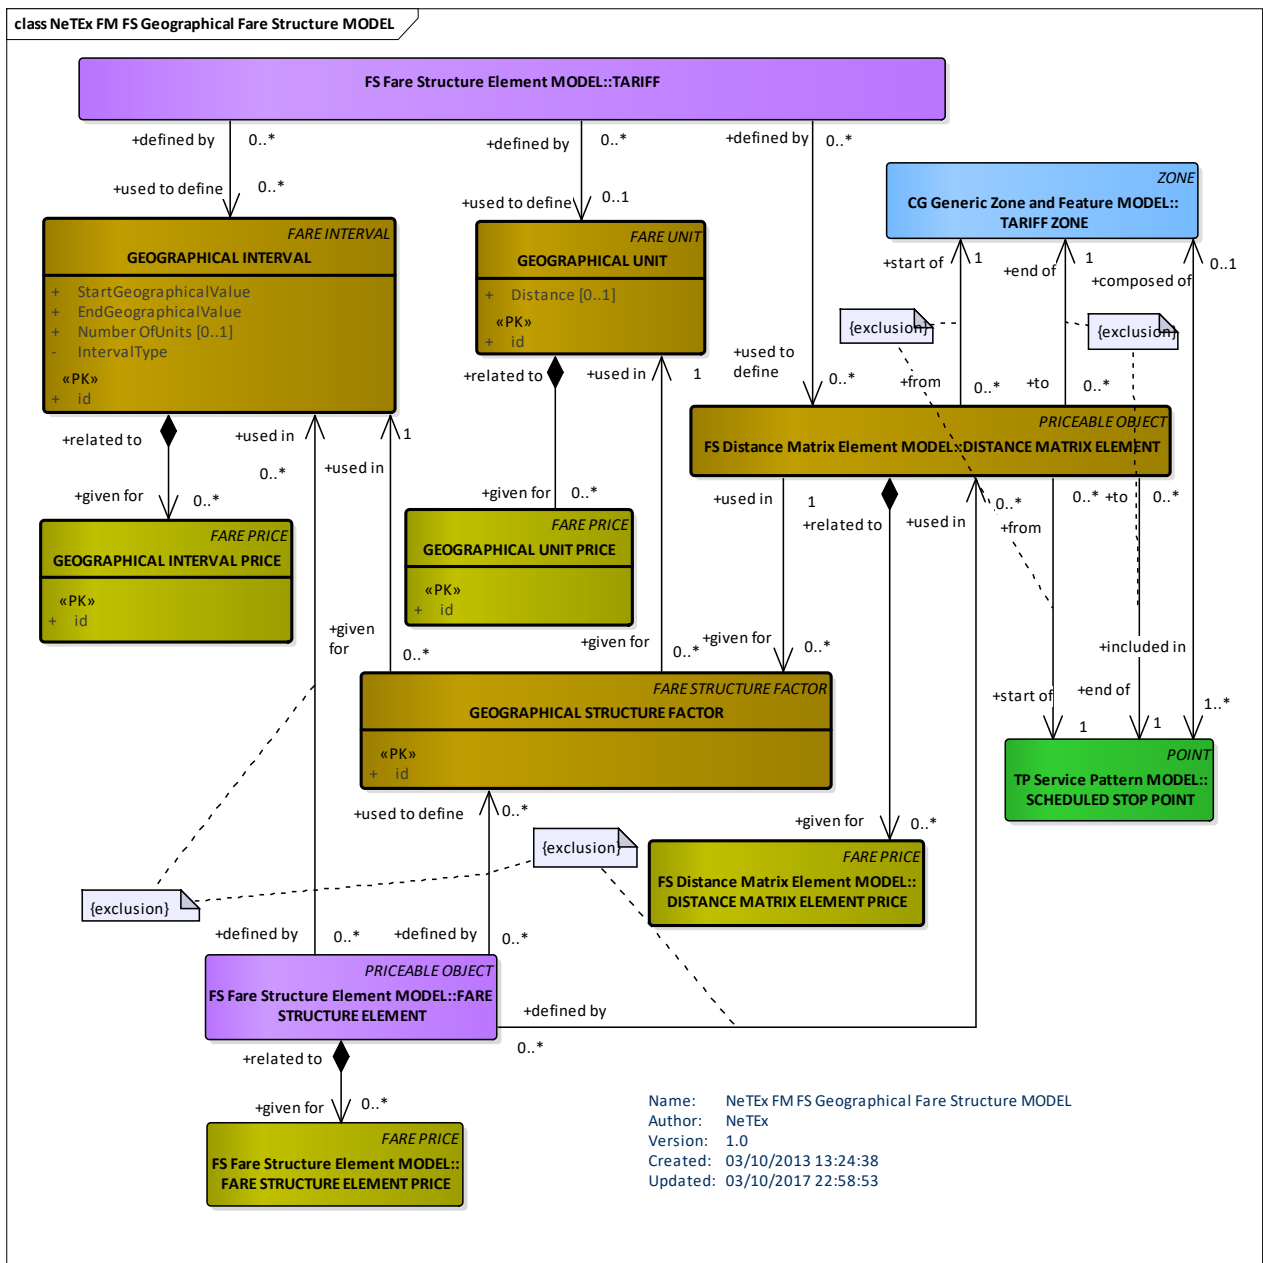 class NeTEx FM FS Geographical Fare Structure MODEL
FS Fare Structure Element MODEL::TARIFF
+defined by
0..*
+defined by
0..*
+defined by
0..*
+used to define
0..*
+used to define
0..1
ZONE
CG Generic Zone and Feature MODEL::
TARIFF ZONE
FARE INTERVAL
GEOGRAPHICAL INTERVAL
+ StartGeographicalValue
+ EndGeographicalValue
+ Number OfUnits [0..1]
- IntervalType
«PK»
+ id
FARE UNIT
GEOGRAPHICAL UNIT
+ Distance [0..1]
«PK»
+ id
+start of
1
+end of
1
+composed of
0..1
{exclusion}
{exclusion}
+used to
define
0..*
+from
0..*
+to
0..*
+related to
+used in
1
PRICEABLE OBJECT
FS Distance Matrix Element MODEL::DISTANCE MATRIX ELEMENT
+related to
+used in
0..*
+used in
1
+given for
0..*
+given for
0..*
+used in
1
+related to
+used in
0..*
+from
0..*
+to
0..*
FARE PRICE
GEOGRAPHICAL INTERVAL PRICE
«PK»
+ id
FARE PRICE
GEOGRAPHICAL UNIT PRICE
«PK»
+ id
+given
for
0..*
+given for
0..*
+given for
0..*
+included in
+start of
1
+end of
1
1..*
FARE STRUCTURE FACTOR
GEOGRAPHICAL STRUCTURE FACTOR
«PK»
+ id
POINT
TP Service Pattern MODEL::
SCHEDULED STOP POINT
+used to define
0..*
{exclusion}
+given for
0..*
FARE PRICE
FS Distance Matrix Element MODEL::
DISTANCE MATRIX ELEMENT PRICE
{exclusion}
+defined by
0..*
+defined by
0..*
PRICEABLE OBJECT
FS Fare Structure Element MODEL::FARE
STRUCTURE ELEMENT
+defined by
0..*
+related to
+given for
0..*
FARE PRICE
FS Fare Structure Element MODEL::
FARE STRUCTURE ELEMENT PRICE
Name: NeTEx FM FS Geographical Fare Structure MODEL
Author: NeTEx
Version: 1.0
Created: 03/10/2013 13:24:38
Updated: 03/10/2017 22:58:53